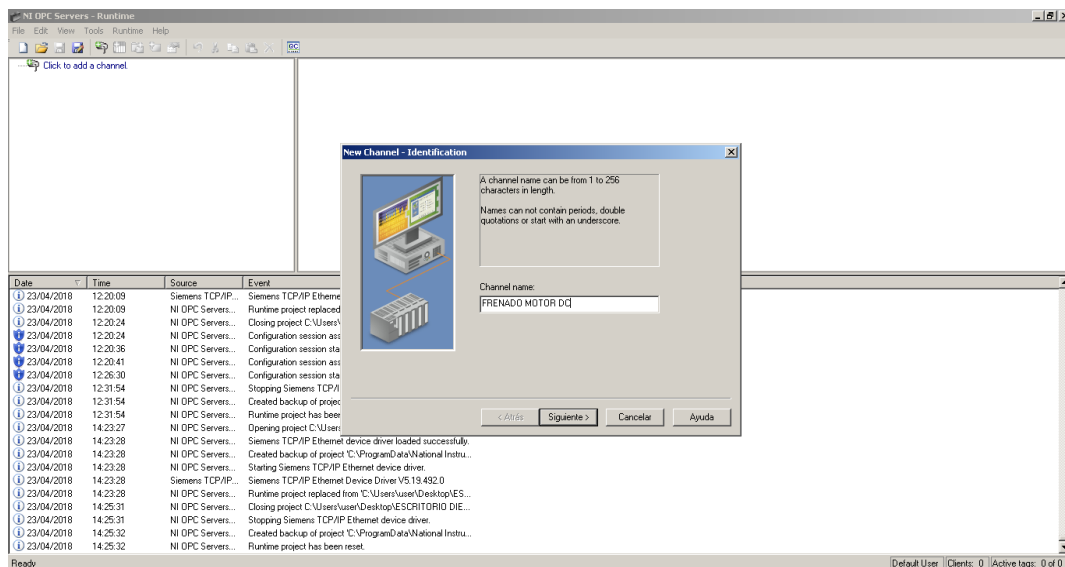 NI OPC Servers - Runtime
File Edit View Tools Runtime Help
Click to add a channel.
New Channel - Identification
A channel name can be from 1 to 256
characters in length.
Names can not contain periods, double
quotations or start with an underscore.
Channel name:
FRENADO MOTOR DC
< Atrás Siguiente > Cancelar Ayuda
Date Time Source Event
23/04/2018 12:20:09 Siemens TCP/IP... Siemens TCP/IP Etherne
23/04/2018 12:20:09 NI OPC Servers... Runtime project replaced
23/04/2018 12:20:24 NI OPC Servers... Closing project C:\Users\
23/04/2018 12:20:24 NI OPC Servers... Configuration session ass
23/04/2018 12:20:36 NI OPC Servers... Configuration session sta
23/04/2018 12:20:41 NI OPC Servers... Configuration session ass
23/04/2018 12:26:30 NI OPC Servers... Configuration session sta
23/04/2018 12:31:54 NI OPC Servers... Stopping Siemens TCP/I
23/04/2018 12:31:54 NI OPC Servers... Created backup of projec
23/04/2018 12:31:54 NI OPC Servers... Runtime project has beer
23/04/2018 14:23:27 NI OPC Servers... Opening project C:\Users
23/04/2018 14:23:28 NI OPC Servers... Siemens TCP/IP Ethernet device driver loaded successfully.
23/04/2018 14:23:28 NI OPC Servers... Created backup of project 'C:\ProgramData\National Instru...
23/04/2018 14:23:28 NI OPC Servers... Starting Siemens TCP/IP Ethernet device driver.
23/04/2018 14:23:28 Siemens TCP/IP... Siemens TCP/IP Ethernet Device Driver V5.19.492.0
23/04/2018 14:23:28 NI OPC Servers... Runtime project replaced from 'C:\Users\user\Desktop\ES...
23/04/2018 14:25:31 NI OPC Servers... Closing project C:\Users\user\Desktop\ESCRITORIO DIE...
23/04/2018 14:25:31 NI OPC Servers... Stopping Siemens TCP/IP Ethernet device driver.
23/04/2018 14:25:32 NI OPC Servers... Created backup of project 'C:\ProgramData\National Instru...
23/04/2018 14:25:32 NI OPC Servers... Runtime project has been reset.
Ready Default User Clients: 0 Active tags: 0 of 0